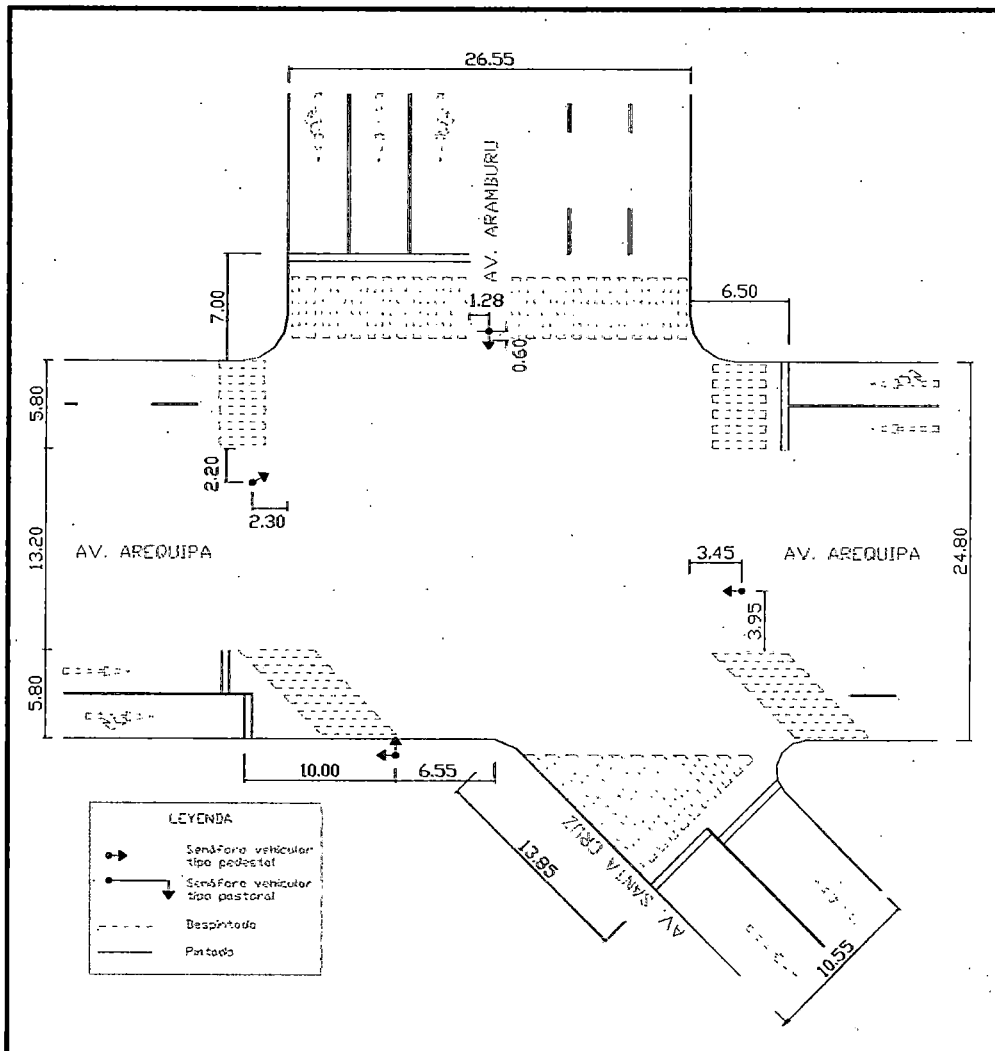 26.55
AV. ARAMBURU
7.00
1.28
0.60
6.50
5.80
2.20
2.30
13.20
AV. AREQUIPA
3.45
AV. AREQUIPA
24.80
3.95
5.80
10.00
6.55
13.85
AV. SANTA CRUZ
10.55
LEYENDA
Semáforo vehicular
tipo pedestal
Semáforo vehicular
tipo pastoral
Despintado
Pintado